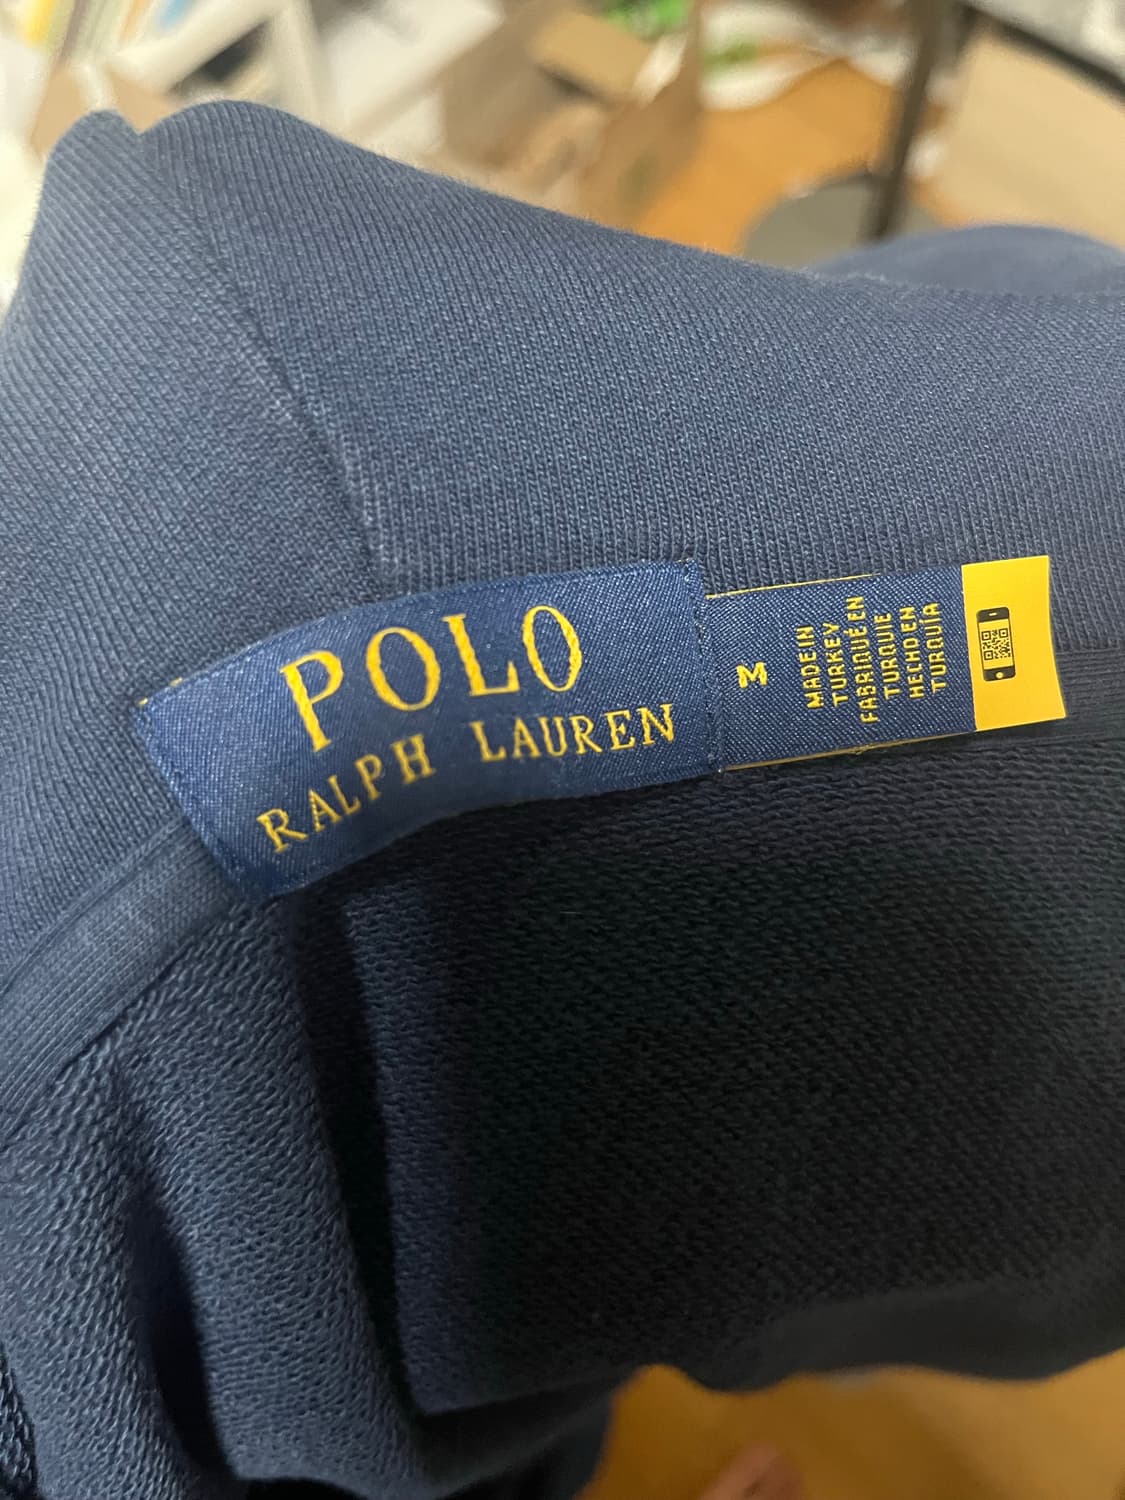 POLO
RALPH LAUREN
M
MADE IN
TURKEY
FABRIQUÉ EN
TURQUIE
HECHO EN
TURQUÍA